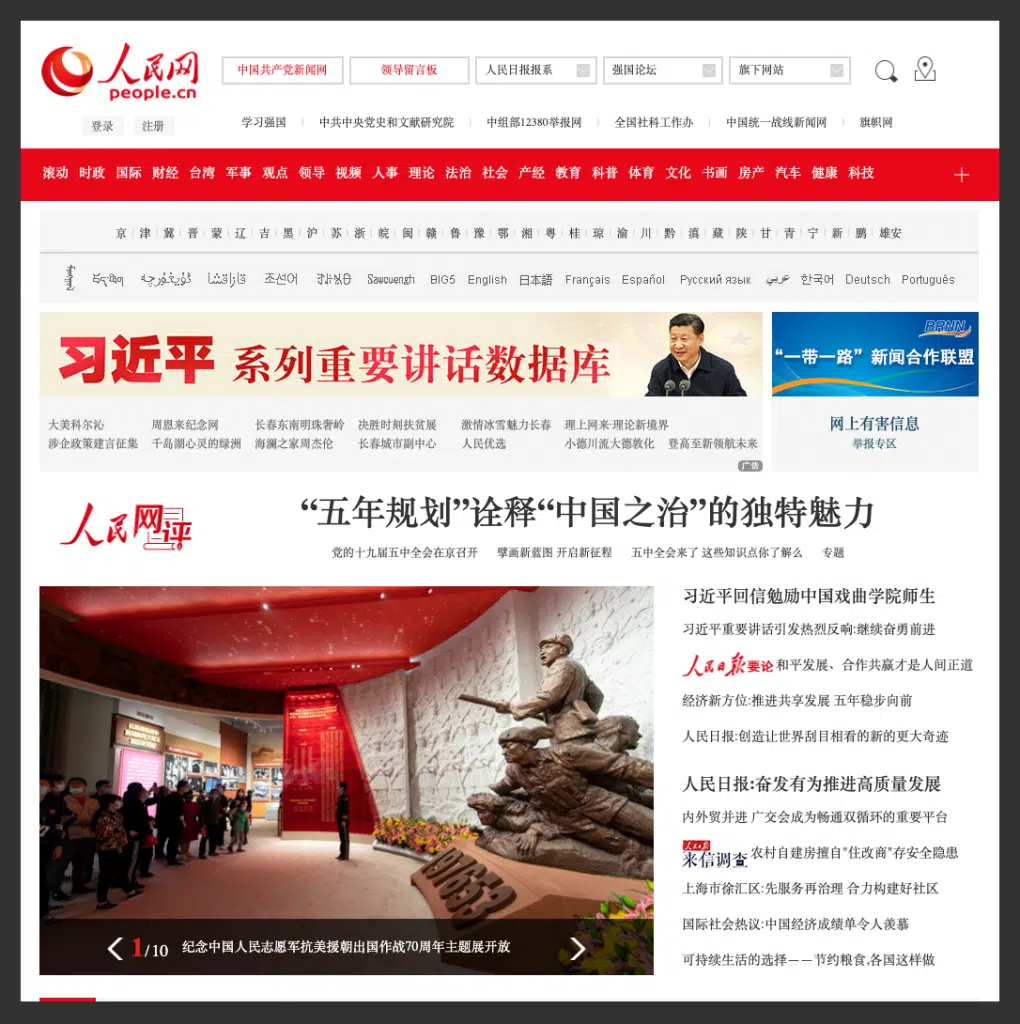 人民网
people.cn
中国共产党新闻网 领导留言板 人民日报报系 强国论坛 旗下网站
登录 注册 学习强国 中共中央党史和文献研究院 中组部12380举报网 全国社科工作办 中国统一战线新闻网 旗帜网
滚动 时政 国际 财经 台湾 军事 观点 领导 视频 人事 理论 法治 社会 产经 教育 科普 体育 文化 书画 房产 汽车 健康 科技
京 津 冀 晋 蒙 辽 吉 黑 沪 苏 浙 皖 闽 赣 鲁 豫 鄂 湘 粤 桂 琼 渝 川 黔 滇 藏 陕 甘 青 宁 新 鹏 雄安
ئۇيغۇرچە قازاقشا 조선어 Sawcuengh BIG5 English 日本語 Français Español Русский язык عربي 한국어 Deutsch Português
习近平 系列重要讲话数据库
BRNN
“一带一路”新闻合作联盟
大美科尔沁 周恩来纪念网 长春东南明珠奢岭 决胜时刻扶贫展 激情冰雪魅力长春 理上网来·理论新境界
涉企政策建言征集 千岛湖心灵的绿洲 海澜之家周杰伦 长春城市副中心 人民优选 小德川流大德敦化 登高至新领航未来
广告
网上有害信息
举报专区
人民网评
“五年规划”诠释“中国之治”的独特魅力
党的十九届五中全会在京召开 擘画新蓝图 开启新征程 五中全会来了 这些知识点你了解么 专题
习近平回信勉励中国戏曲学院师生
习近平重要讲话引发热烈反响:继续奋勇前进
人民日报要论 和平发展、合作共赢才是人间正道
经济新方位:推进共享发展 五年稳步向前
人民日报:创造让世界刮目相看的新的更大奇迹
人民日报:奋发有为推进高质量发展
内外贸并进 广交会成为畅通双循环的重要平台
人民日报
来信调查 农村自建房擅自"住改商"存安全隐患
上海市徐汇区:先服务再治理 合力构建好社区
国际社会热议:中国经济成绩单令人羡慕
可持续生活的选择——节约粮食,各国这样做
1/10 纪念中国人民志愿军抗美援朝出国作战70周年主题展开放